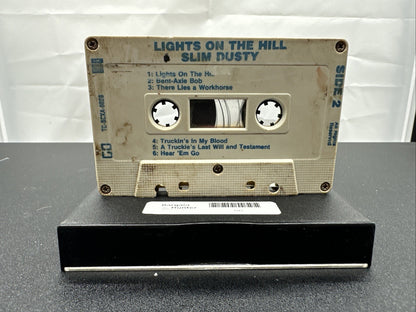 LIGHTS ON THE HILL
SLIM DUSTY
1: Lights On The Hill
2: Bent-Axle Bob
3: There Lies a Workhorse
SIDE 2
4: Truckin's In My Blood
5: A Truckie's Last Will and Testament
6: Hear 'Em Go